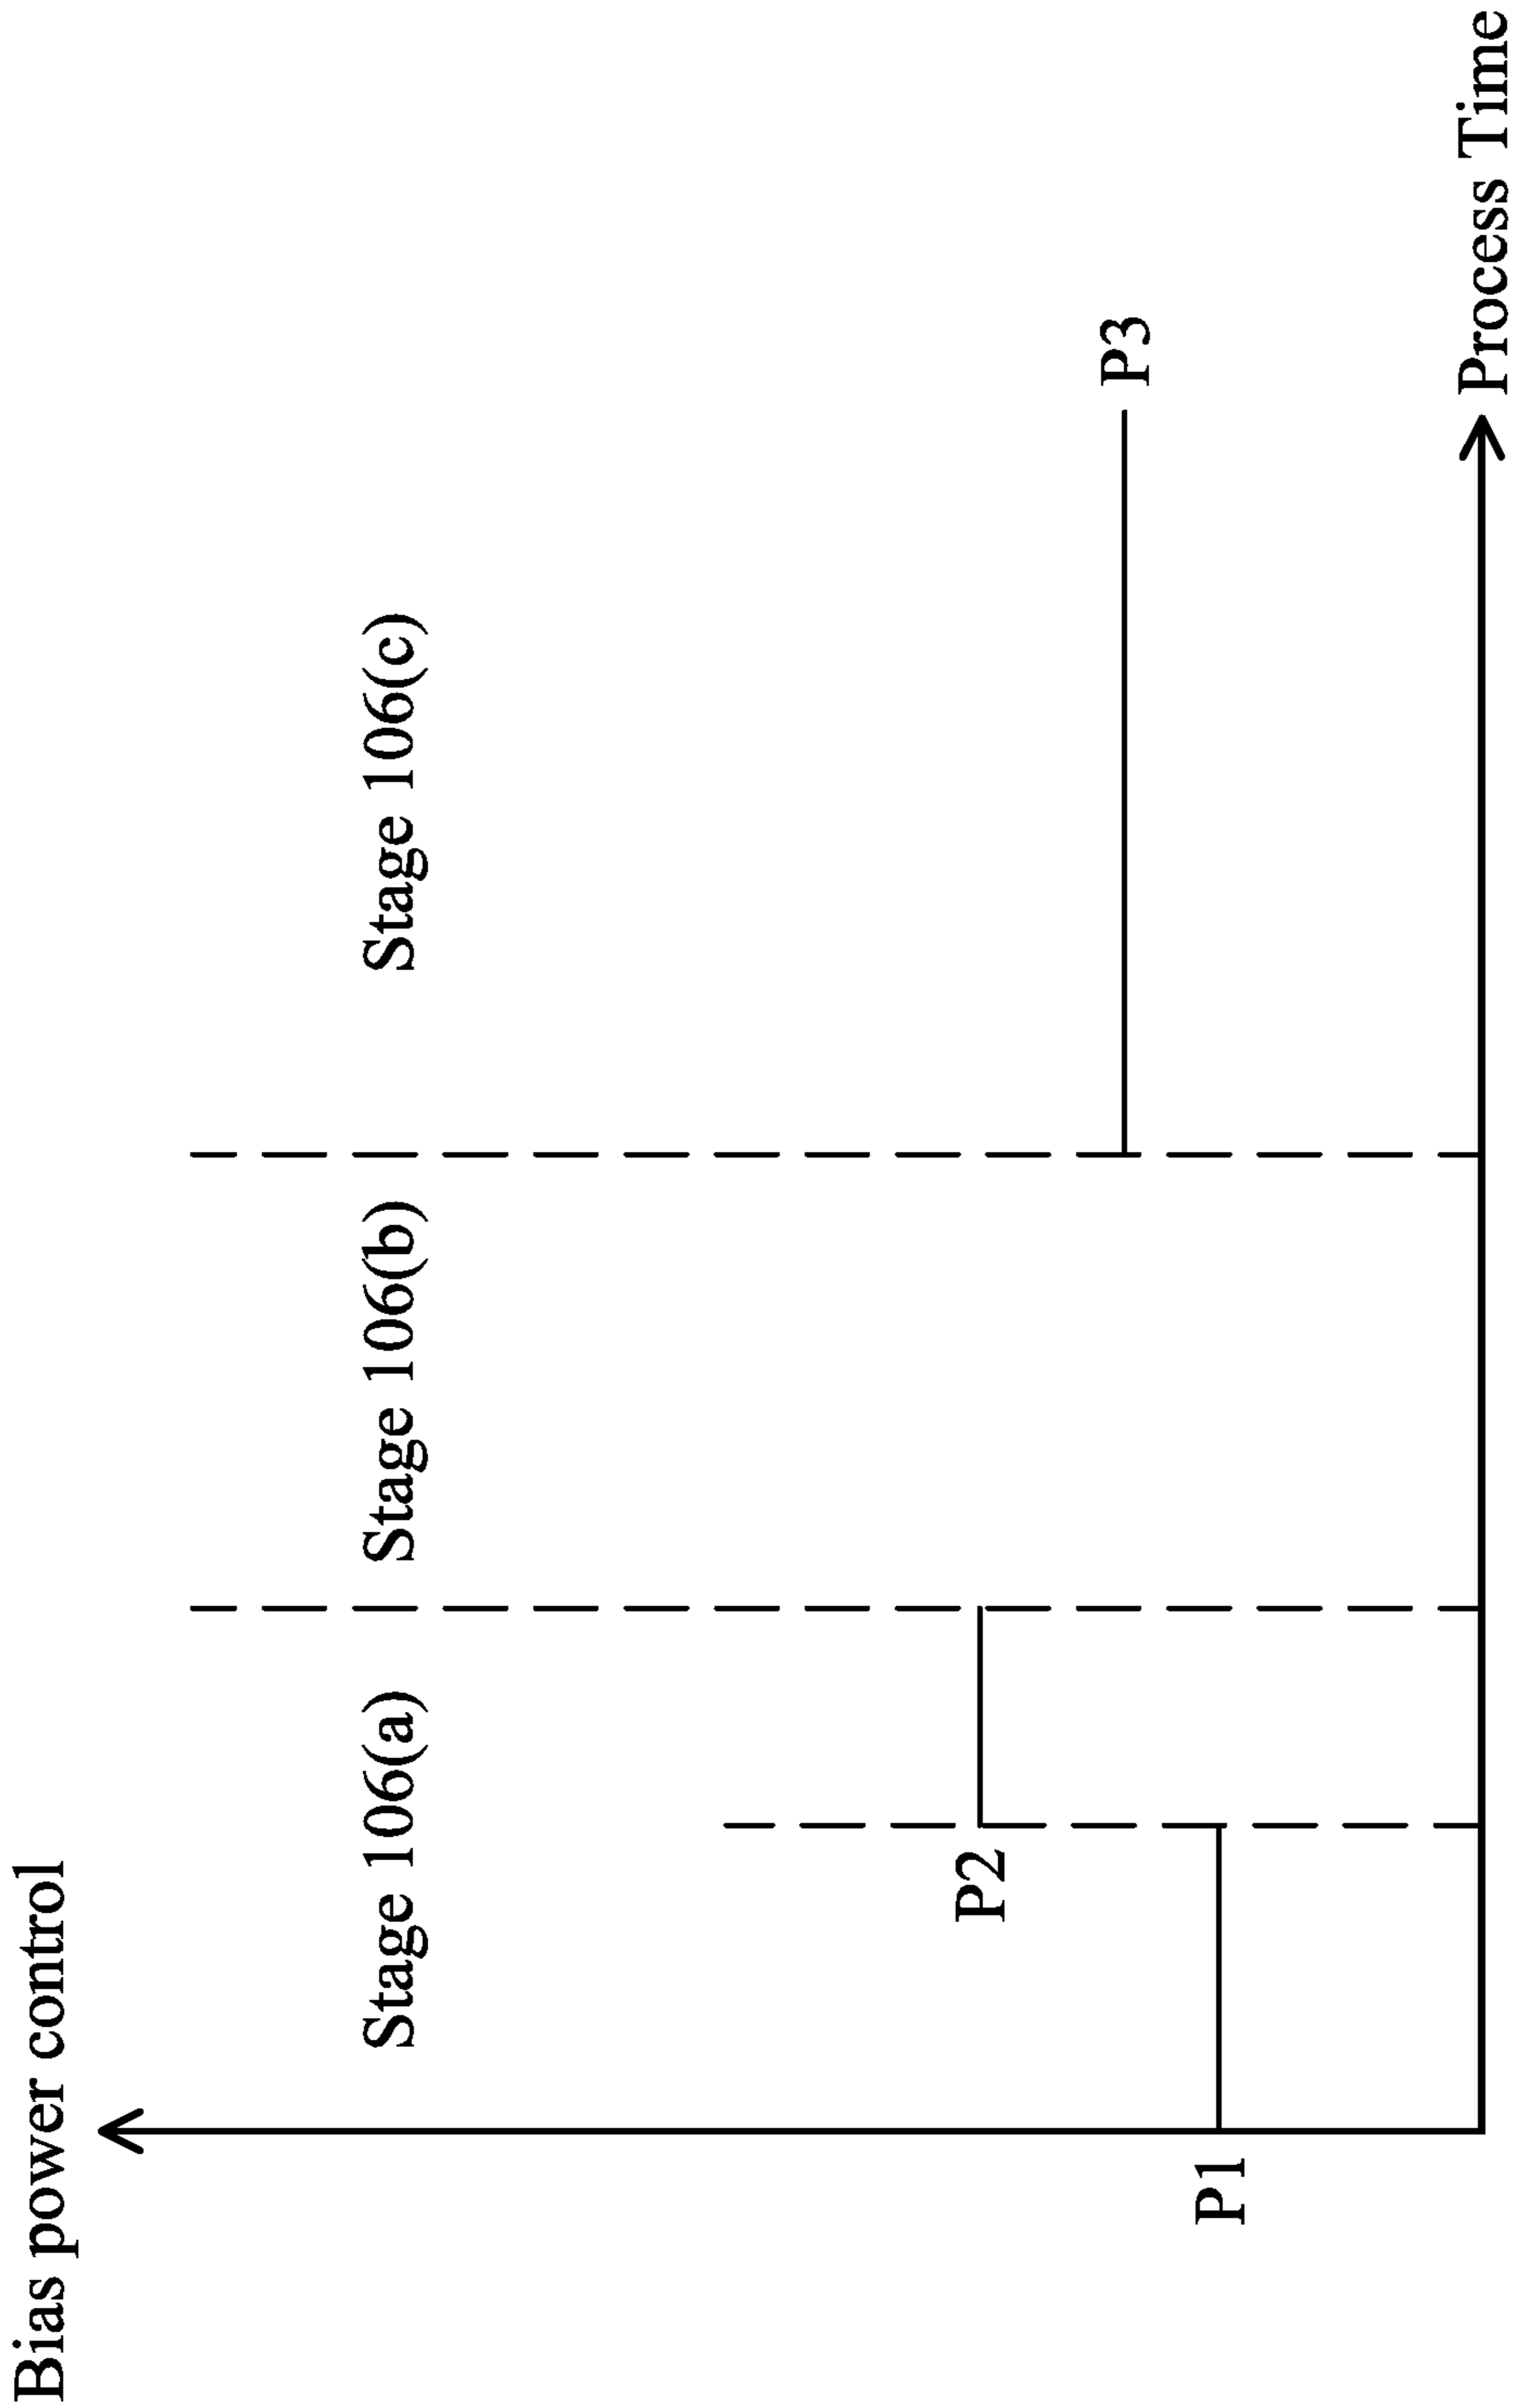 Bias power control
Stage 106(a)
Stage 106(b)
Stage 106(c)
P2
P3
P1
Process Time